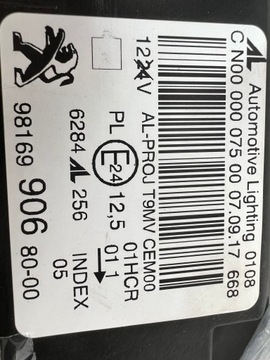 Automotive Lighting 0108
C N00 000 075 00 07.09.17 668
12V AL-PROJ T9MV CEM00
PL E24 12,5 01HCR
01 1
6284 AL 256 INDEX
05
98169 906 80-00